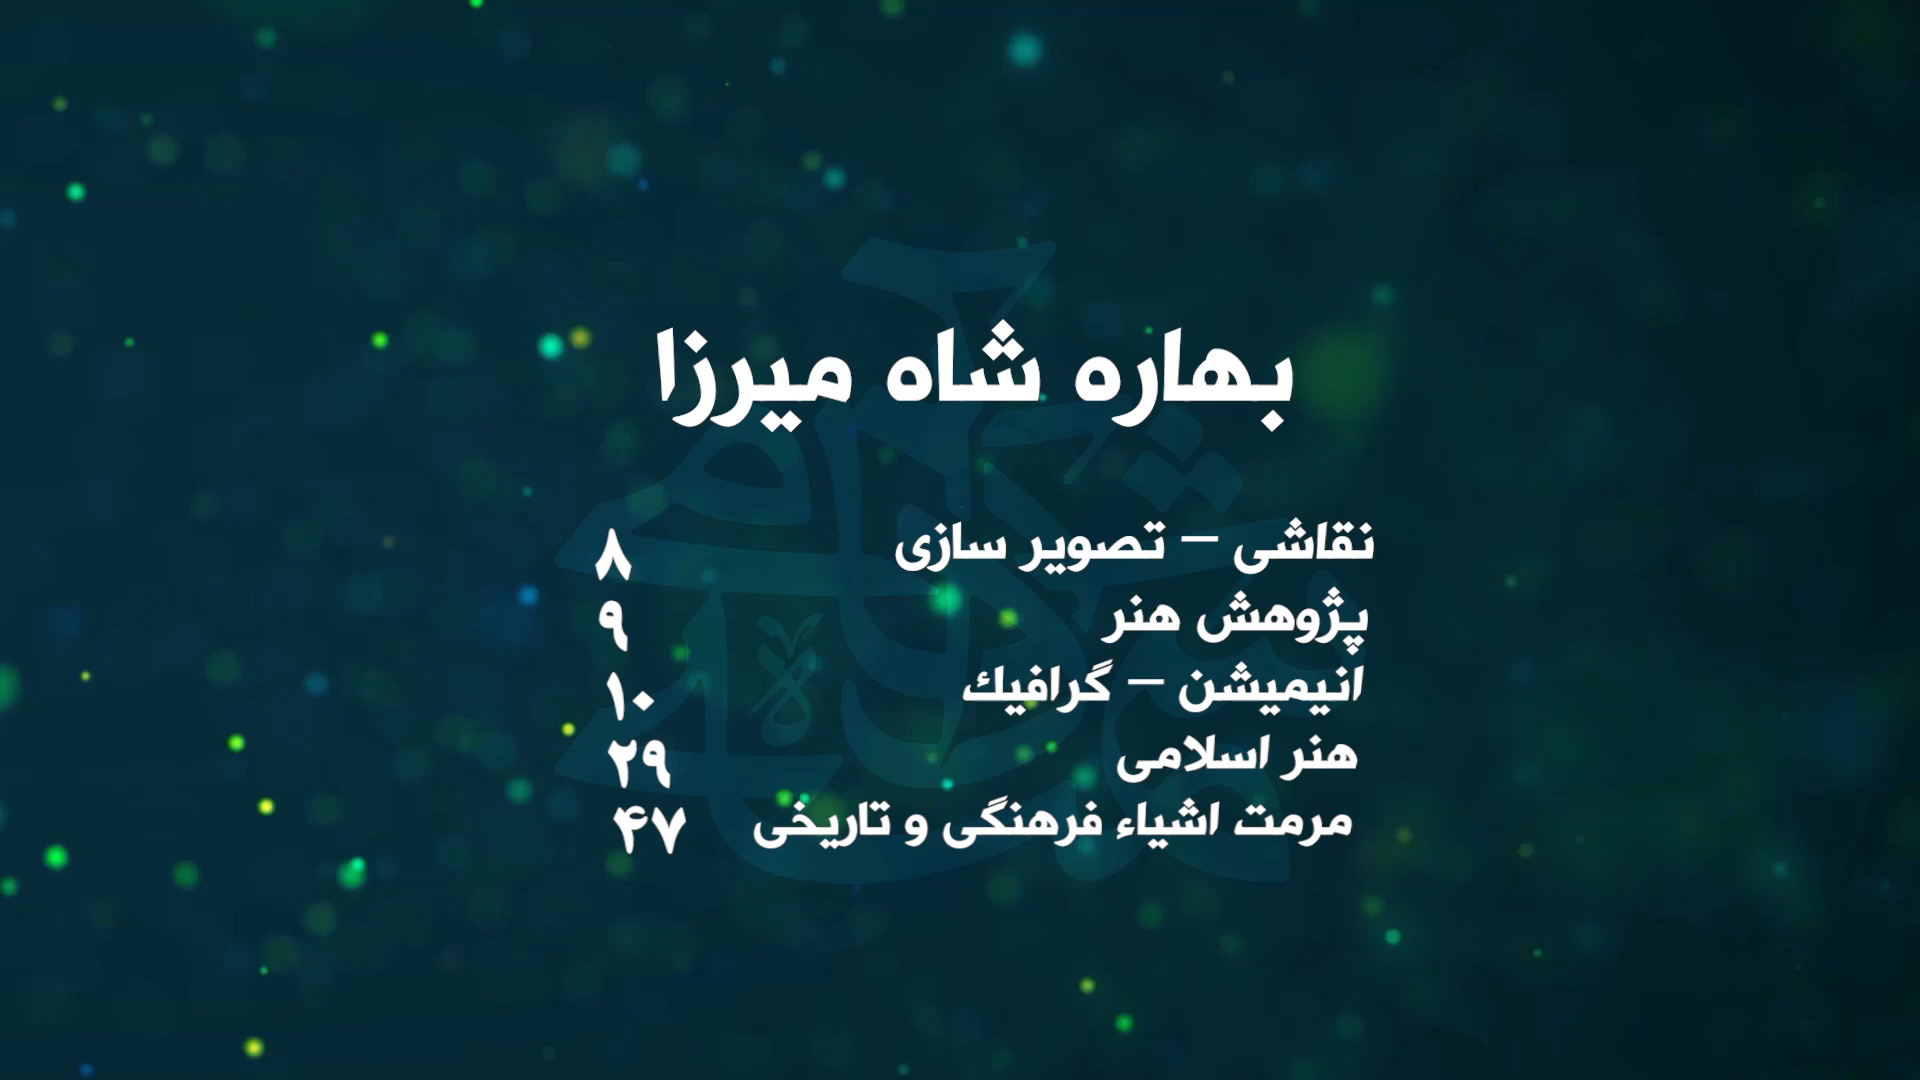 بهاره شاه میرزا
نقاشی – تصویر سازی ۸
پژوهش هنر ۹
انیمیشن – گرافیك ۱۰
هنر اسلامی ۲۹
مرمت اشیاء فرهنگی و تاریخی ۴۷